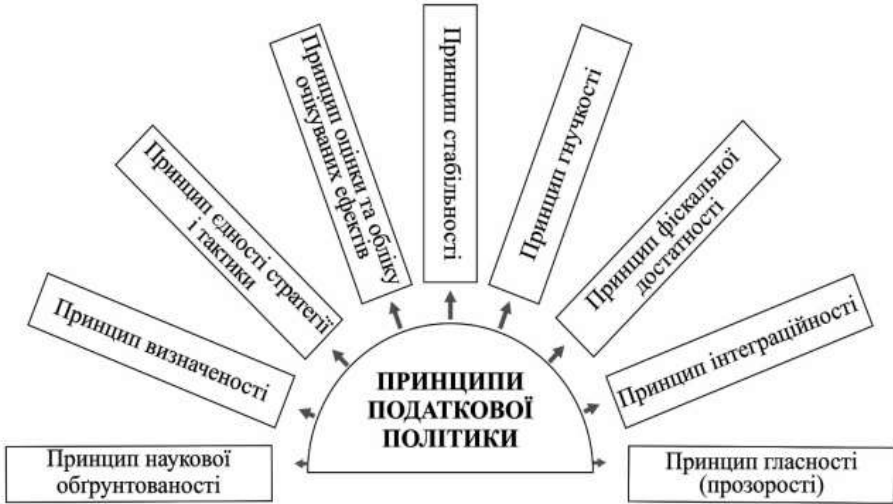 Принцип наукової
обґрунтованості
Принцип визначеності
Принцип єдності стратегії
і тактики
Принцип оцінки та обліку
очікуваних ефектів
Принцип стабільності
Принцип гнучкості
Принцип фіскальної
достатності
Принцип інтеграційності
Принцип гласності
(прозорості)
ПРИНЦИПИ
ПОДАТКОВОЇ
ПОЛІТИКИ